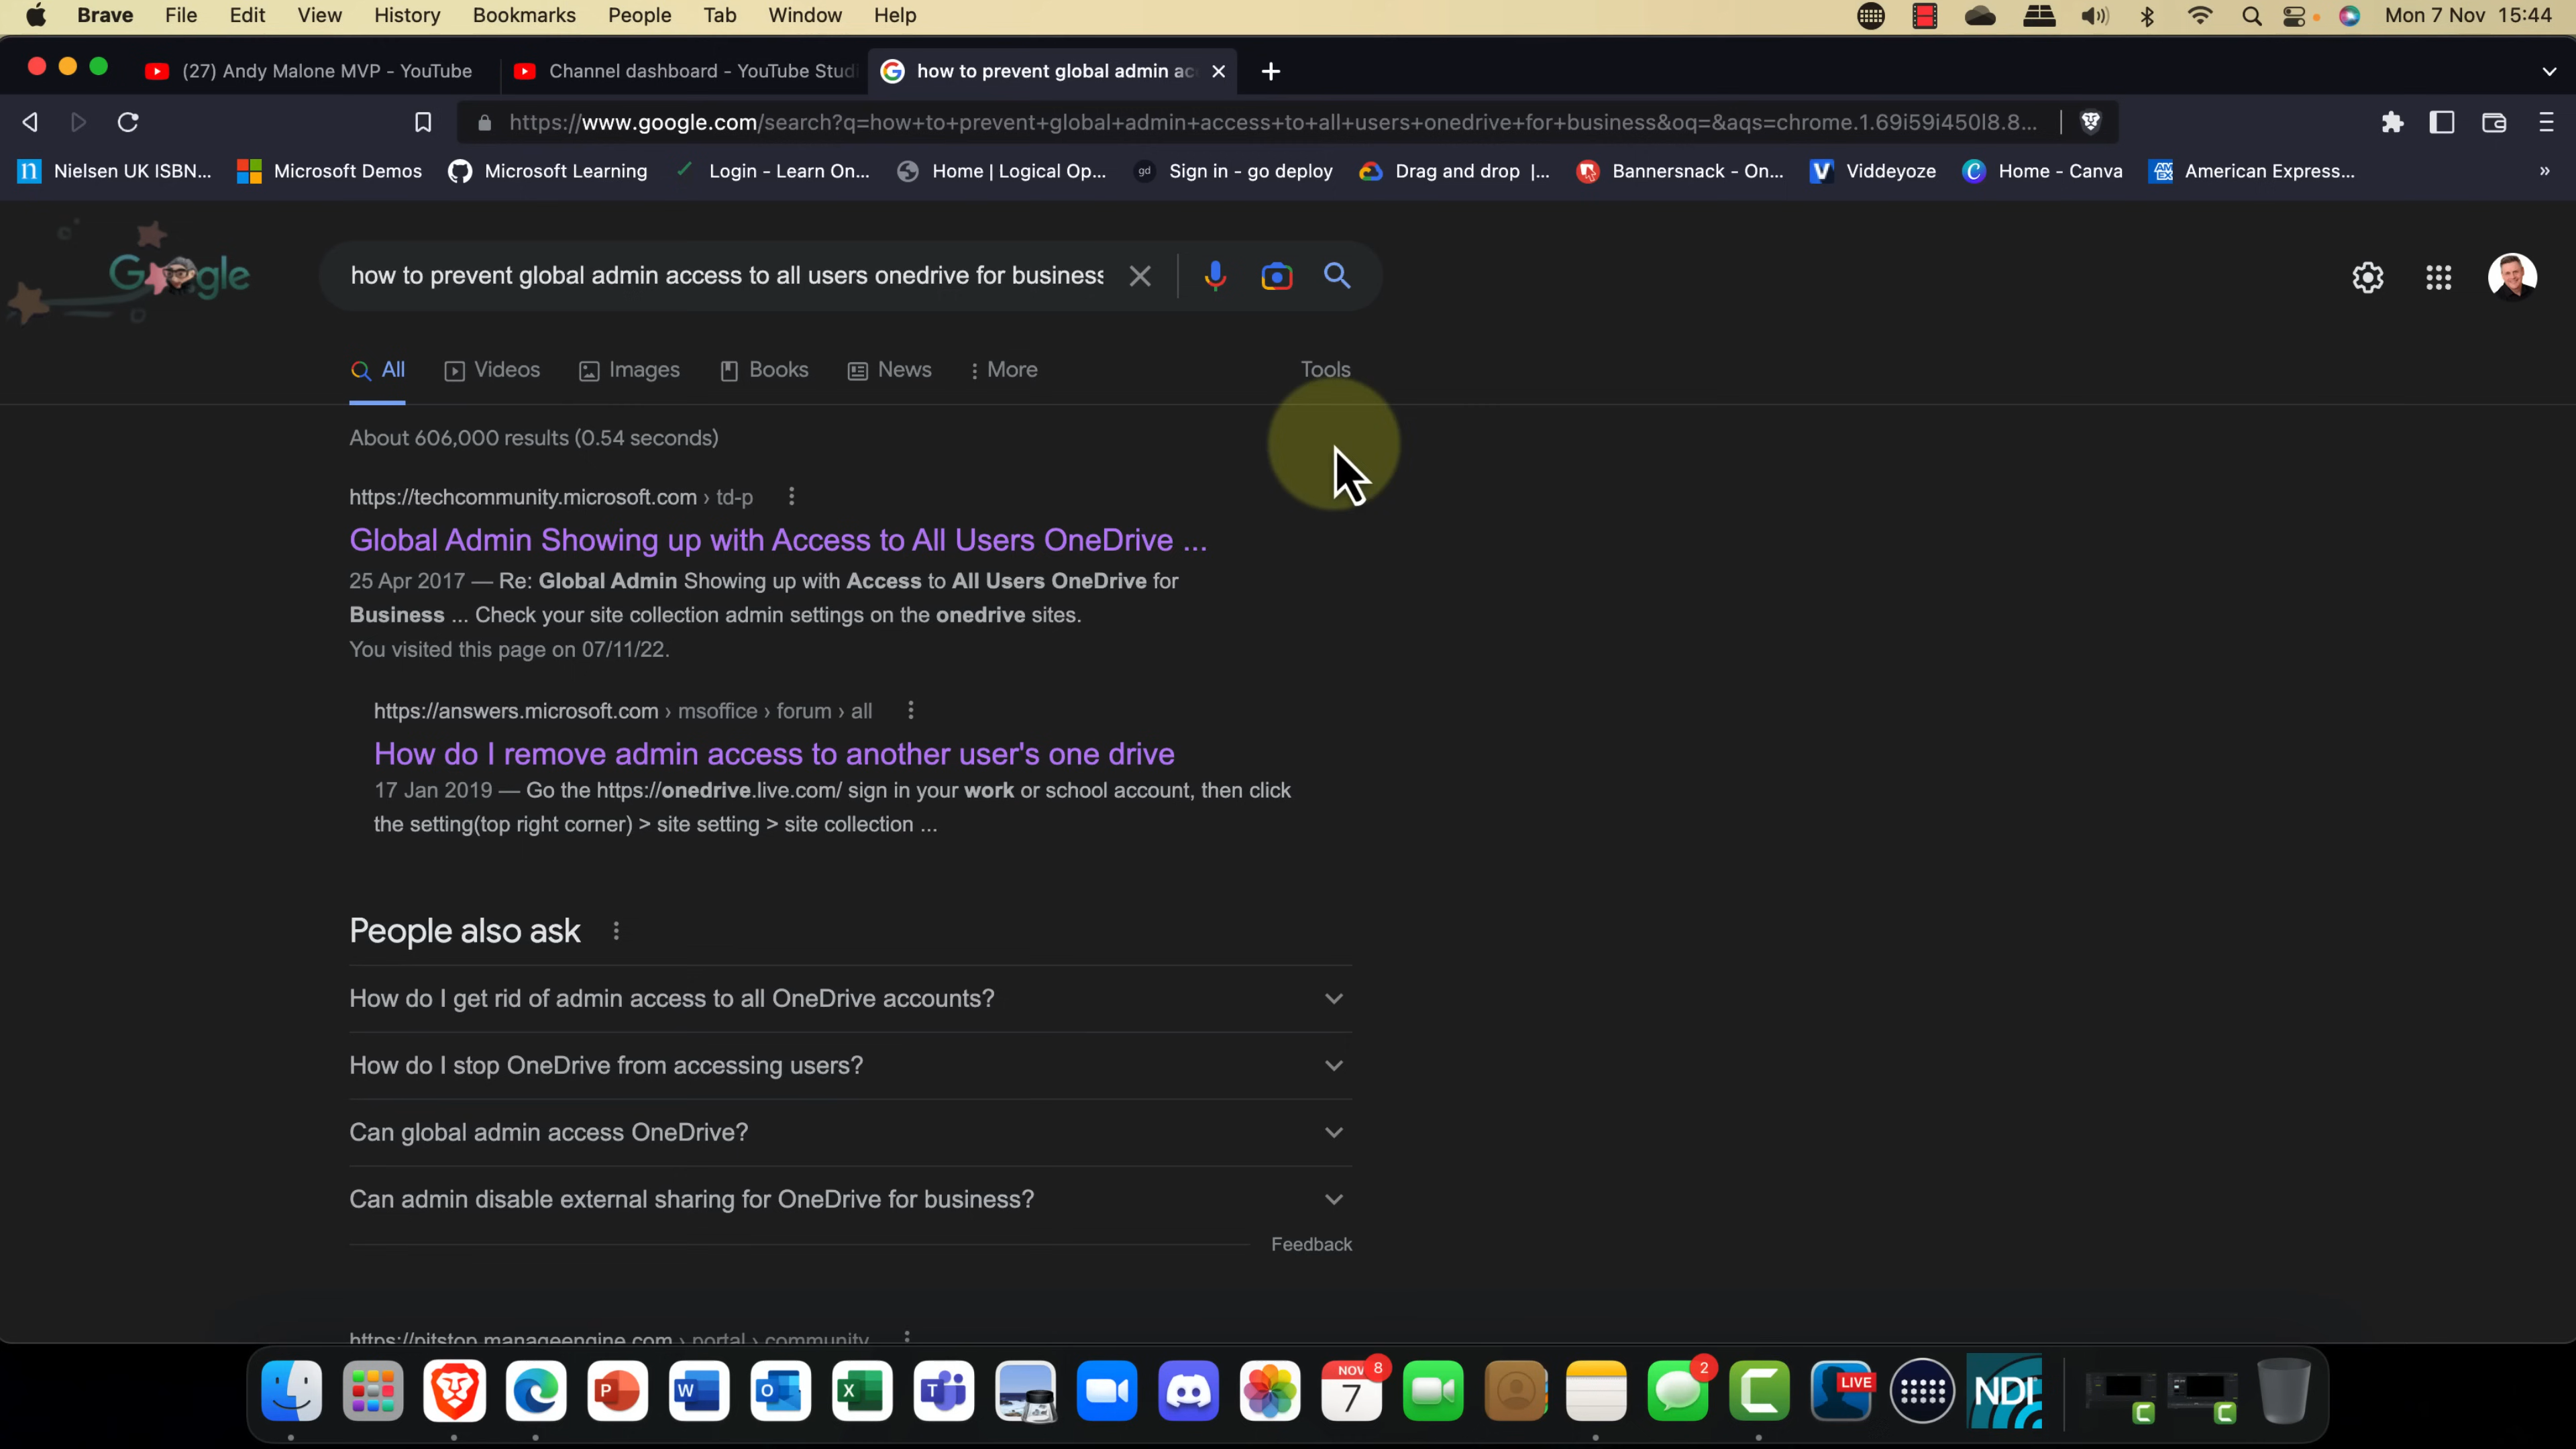 Brave File Edit View History Bookmarks People Tab Window Help Mon 7 Nov 15:44
(27) Andy Malone MVP - YouTube Channel dashboard - YouTube Studi how to prevent global admin acc
https://www.google.com/search?q=how+to+prevent+global+admin+access+to+all+users+onedrive+for+business&oq=&aqs=chrome.1.69i59i450l8.8...
Nielsen UK ISBN... Microsoft Demos Microsoft Learning Login - Learn On... Home | Logical Op... gd Sign in - go deploy Drag and drop |... Bannersnack - On... Viddeyoze Home - Canva American Express... »
Google how to prevent global admin access to all users onedrive for business
All Videos Images Books News More Tools
About 606,000 results (0.54 seconds)
https://techcommunity.microsoft.com › td-p
Global Admin Showing up with Access to All Users OneDrive ...
25 Apr 2017 — Re: Global Admin Showing up with Access to All Users OneDrive for
Business ... Check your site collection admin settings on the onedrive sites.
You visited this page on 07/11/22.
https://answers.microsoft.com › msoffice › forum › all
How do I remove admin access to another user's one drive
17 Jan 2019 — Go the https://onedrive.live.com/ sign in your work or school account, then click
the setting(top right corner) > site setting > site collection ...
People also ask
How do I get rid of admin access to all OneDrive accounts?
How do I stop OneDrive from accessing users?
Can global admin access OneDrive?
Can admin disable external sharing for OneDrive for business?
Feedback
https://pitstop.manageengine.com › portal › community
NOV 8 2
7 LIVE NDI